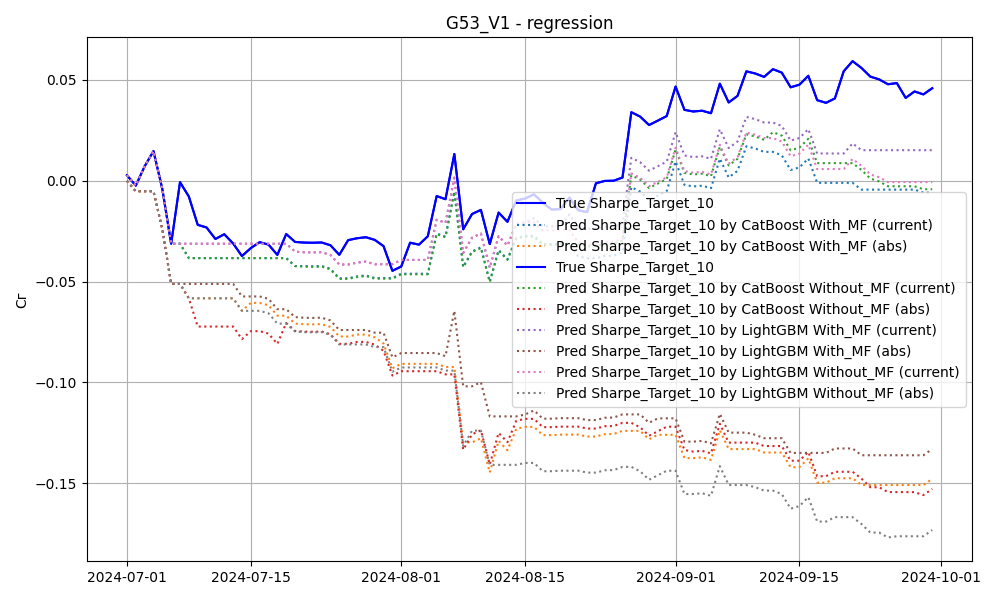 G53_V1 - regression
Cr
0.05
0.00
−0.05
−0.10
−0.15
True Sharpe_Target_10
Pred Sharpe_Target_10 by CatBoost With_MF (current)
Pred Sharpe_Target_10 by CatBoost With_MF (abs)
True Sharpe_Target_10
Pred Sharpe_Target_10 by CatBoost Without_MF (current)
Pred Sharpe_Target_10 by CatBoost Without_MF (abs)
Pred Sharpe_Target_10 by LightGBM With_MF (current)
Pred Sharpe_Target_10 by LightGBM With_MF (abs)
Pred Sharpe_Target_10 by LightGBM Without_MF (current)
Pred Sharpe_Target_10 by LightGBM Without_MF (abs)
2024-07-01
2024-07-15
2024-08-01
2024-08-15
2024-09-01
2024-09-15
2024-10-01